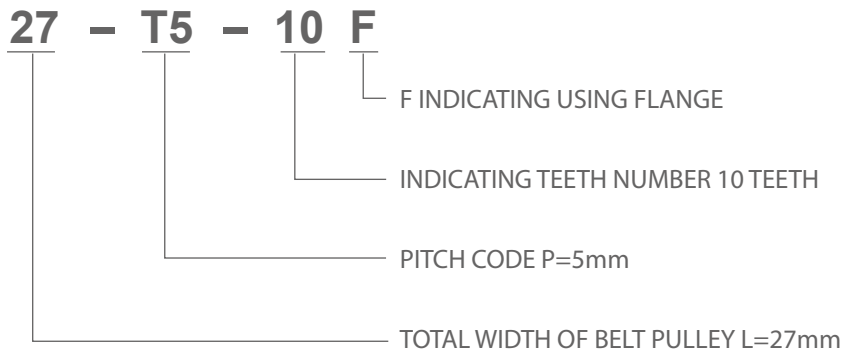 27 – T5 – 10 F
F INDICATING USING FLANGE
INDICATING TEETH NUMBER 10 TEETH
PITCH CODE P=5mm
TOTAL WIDTH OF BELT PULLEY L=27mm